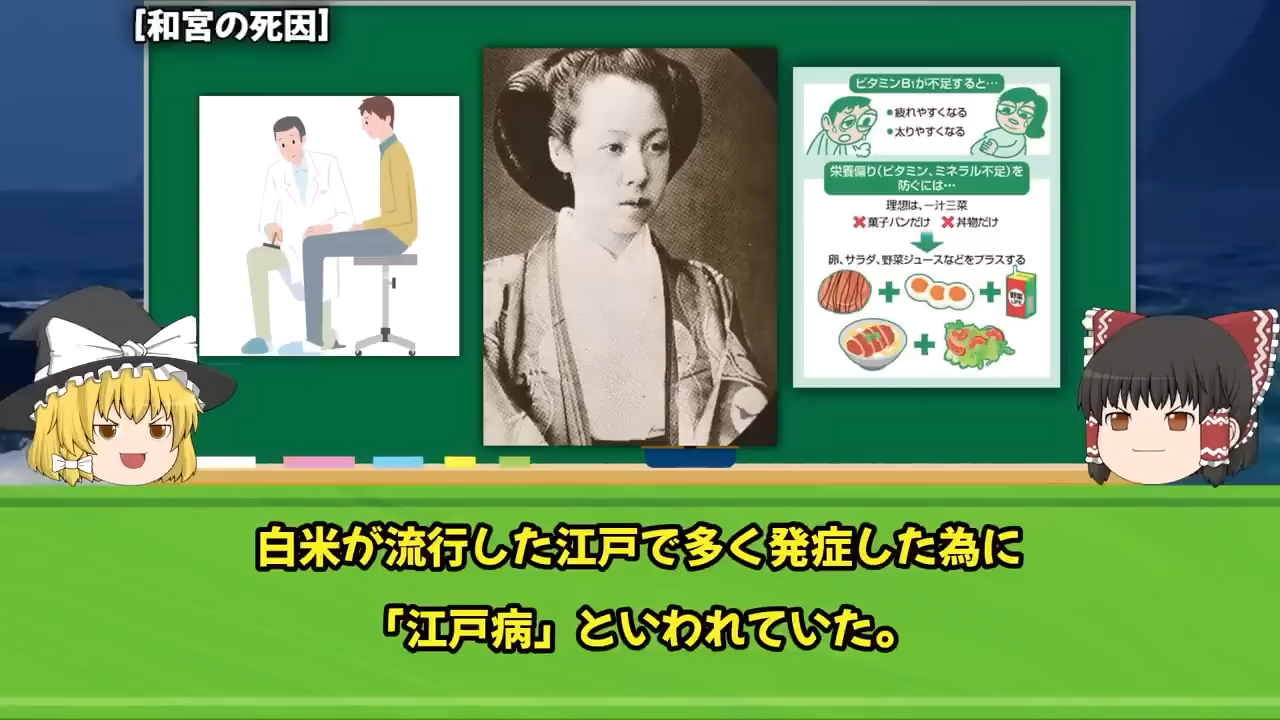 [和宮の死因]
ビタミンB₁が不足すると…
●疲れやすくなる
●太りやすくなる
栄養偏り(ビタミン、ミネラル不足)を
防ぐには…
理想は、一汁三菜
✖菓子パンだけ ✖丼物だけ
卵、サラダ、野菜ジュースなどをプラスする
野菜
LIFE
白米が流行した江戸で多く発症した為に
「江戸病」といわれていた。